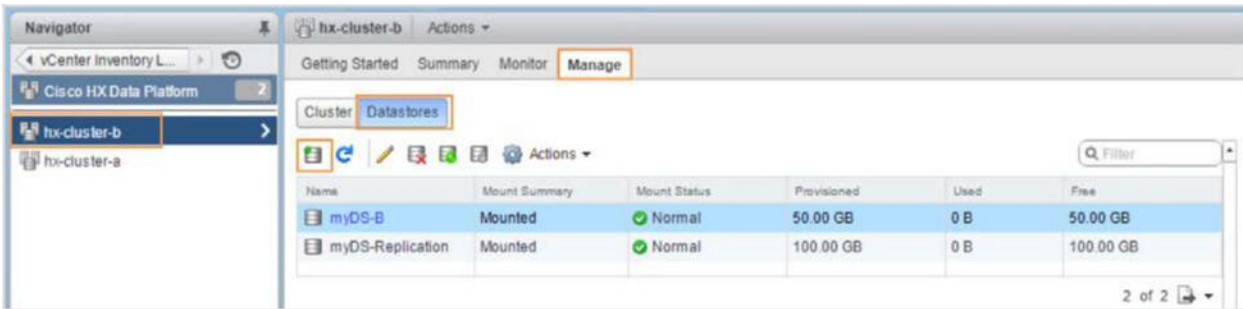 Navigator
vCenter Inventory L...
Cisco HX Data Platform 2
hx-cluster-b
hx-cluster-a
hx-cluster-b Actions
Getting Started Summary Monitor Manage
Cluster Datastores
Actions Filter
Name Mount Summary Mount Status Provisioned Used Free
myDS-B Mounted Normal 50.00 GB 0 B 50.00 GB
myDS-Replication Mounted Normal 100.00 GB 0 B 100.00 GB
2 of 2